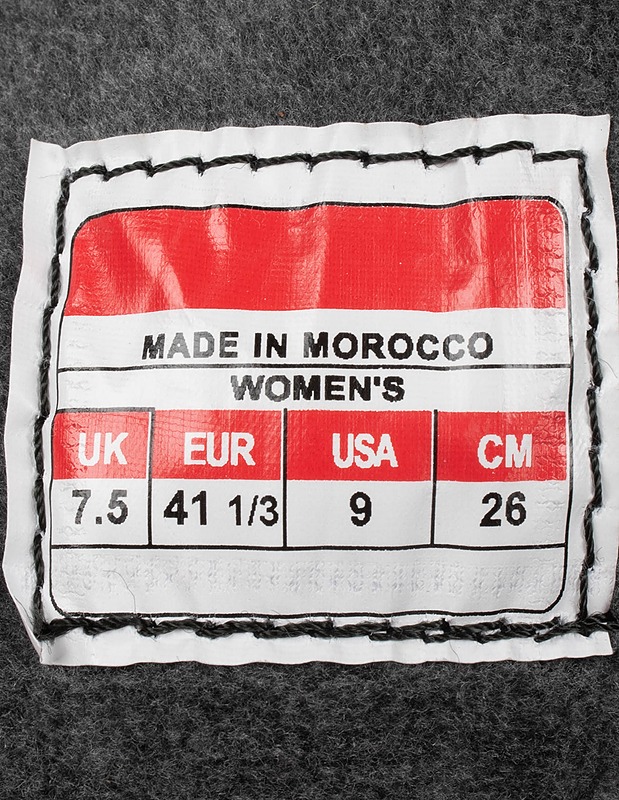 MADE IN MOROCCO
WOMEN'S
UK EUR USA CM
7.5 41 1/3 9 26